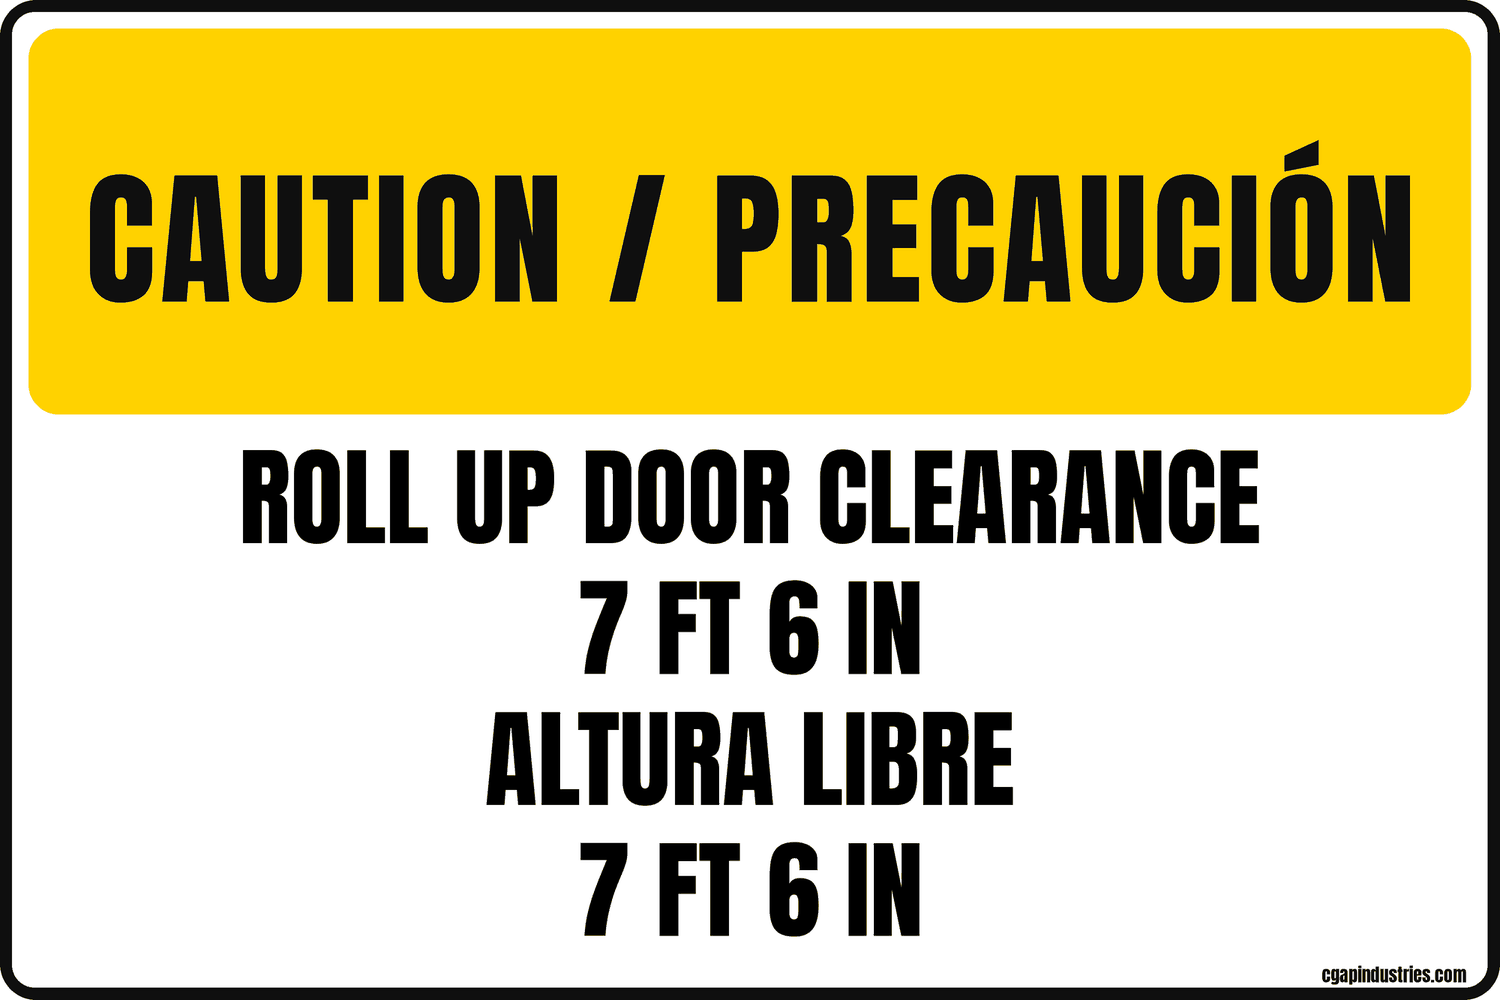 CAUTION / PRECAUCIÓN
ROLL UP DOOR CLEARANCE
7 FT 6 IN
ALTURA LIBRE
7 FT 6 IN
cgapindustries.com